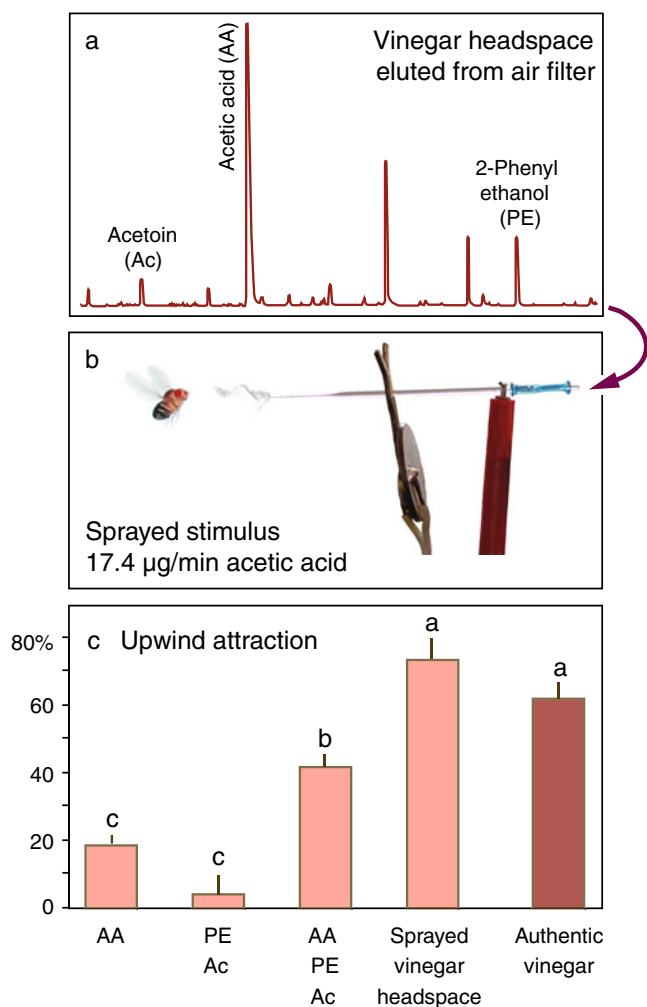 a
Vinegar headspace
eluted from air filter
Acetic acid (AA)
Acetoin
(Ac)
2-Phenyl
ethanol
(PE)
b
Sprayed stimulus
17.4 µg/min acetic acid
c Upwind attraction
80%
60
40
20
0
c
c
b
a
a
AA
PE
Ac
AA
PE
Ac
Sprayed
vinegar
headspace
Authentic
vinegar